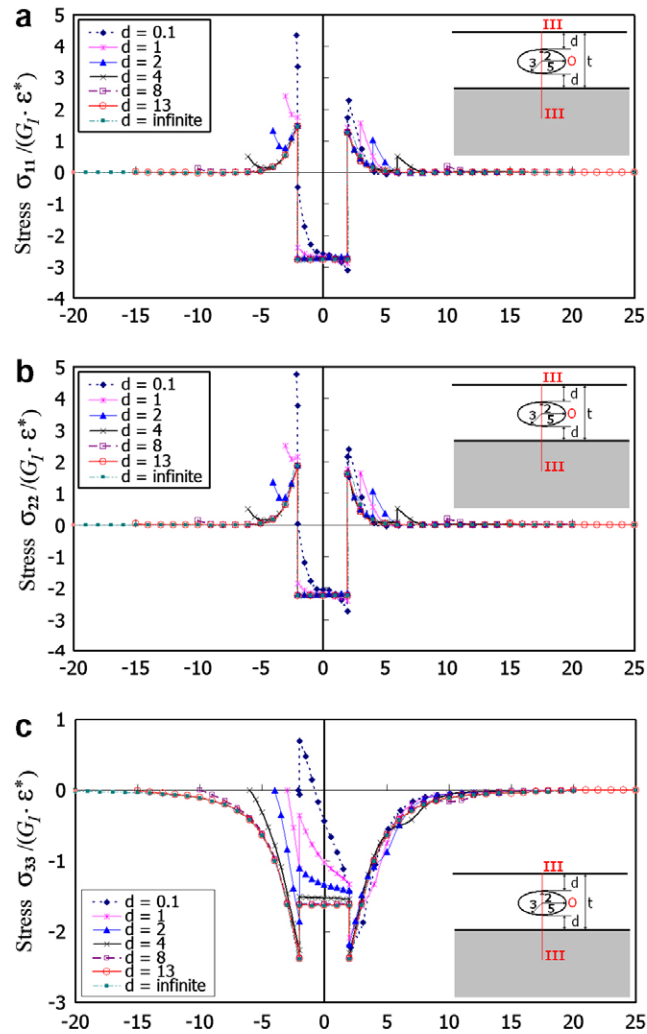 a
Stress σ11/(GI· ε*)
5
4
3
2
1
0
-1
-2
-3
-4
-20 -15 -10 -5 0 5 10 15 20 25
d = 0.1
d = 1
d = 2
d = 4
d = 8
d = 13
d = infinite
III
d
3 2 5 O t
d
III
b
Stress σ22/(GI· ε*)
5
4
3
2
1
0
-1
-2
-3
-4
-20 -15 -10 -5 0 5 10 15 20 25
d = 0.1
d = 1
d = 2
d = 4
d = 8
d = 13
d = infinite
III
d
3 2 5 O t
d
III
c
Stress σ33/(GI· ε*)
1
0
-1
-2
-3
-20 -15 -10 -5 0 5 10 15 20 25
d = 0.1
d = 1
d = 2
d = 4
d = 8
d = 13
d = infinite
III
d
3 2 5 O t
d
III